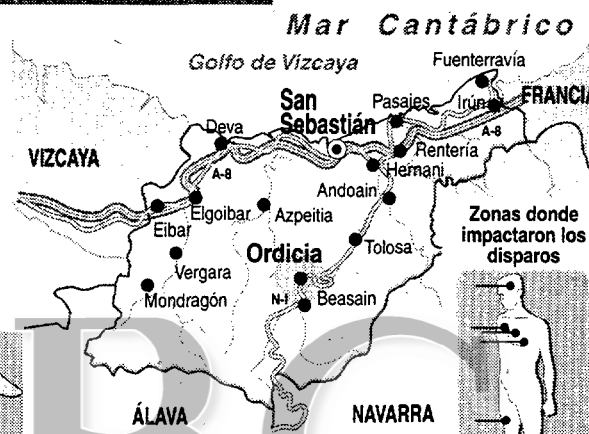 Mar Cantábrico
Golfo de Vizcaya
Fuenterravía
San
Sebastián
Pasajes
Irún
FRANCIA
A-8
Deva
VIZCAYA
A-8
Rentería
Hernani
Andoain
Elgoibar
Azpeitia
Eibar
Zonas donde
impactaron los
disparos
Ordicia
Tolosa
Vergara
Mondragón
N-I
Beasain
ÁLAVA
NAVARRA